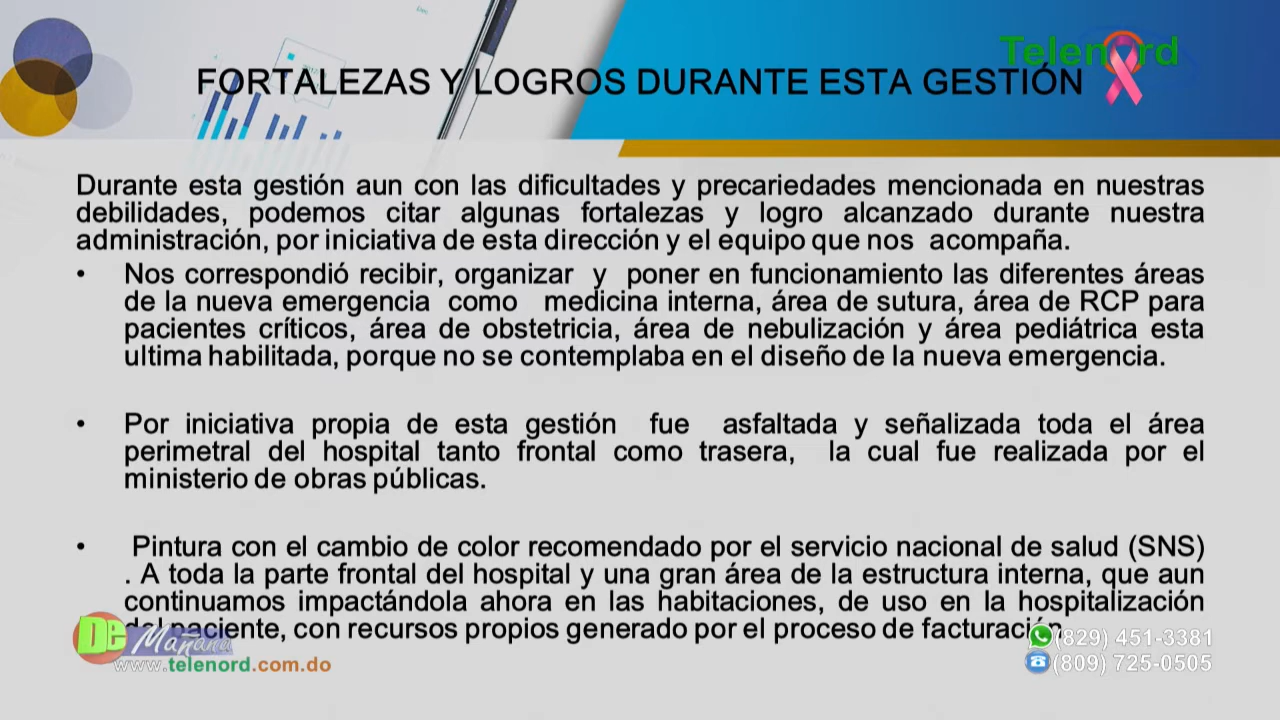 Telenord
FORTALEZAS Y LOGROS DURANTE ESTA GESTIÓN
Durante esta gestión aun con las dificultades y precariedades mencionada en nuestras
debilidades, podemos citar algunas fortalezas y logro alcanzado durante nuestra
administración, por iniciativa de esta dirección y el equipo que nos acompaña.
• Nos correspondió recibir, organizar y poner en funcionamiento las diferentes áreas
de la nueva emergencia como medicina interna, área de sutura, área de RCP para
pacientes críticos, área de obstetricia, área de nebulización y área pediátrica esta
ultima habilitada, porque no se contemplaba en el diseño de la nueva emergencia.
• Por iniciativa propia de esta gestión fue asfaltada y señalizada toda el área
perimetral del hospital tanto frontal como trasera, la cual fue realizada por el
ministerio de obras públicas.
• Pintura con el cambio de color recomendado por el servicio nacional de salud (SNS)
. A toda la parte frontal del hospital y una gran área de la estructura interna, que aun
continuamos impactándola ahora en las habitaciones, de uso en la hospitalización
del paciente, con recursos propios generado por el proceso de facturación
De Mañana
www.telenord.com.do
(829) 451-3381
(809) 725-0505